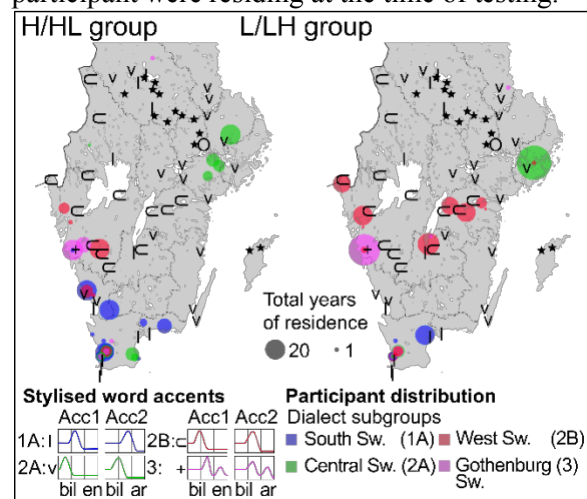 participant were residing at the time of testing.
H/HL group
L/LH group
Total years
of residence
20
1
Stylised word accents
Acc1 Acc2 Acc1 Acc2
1A: 2B:
2A:v 3: +
bil en bil ar bil en bil ar
Participant distribution
Dialect subgroups
South Sw. (1A) West Sw. (2B)
Central Sw. (2A) Gothenburg (3)
Sw.